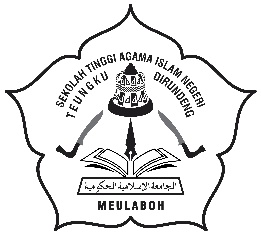 SEKOLAH TINGGI AGAMA ISLAM NEGERI
TEUNGKU DIRUNDENG
الجامعة الإسلامية الحكومية
MEULABOH